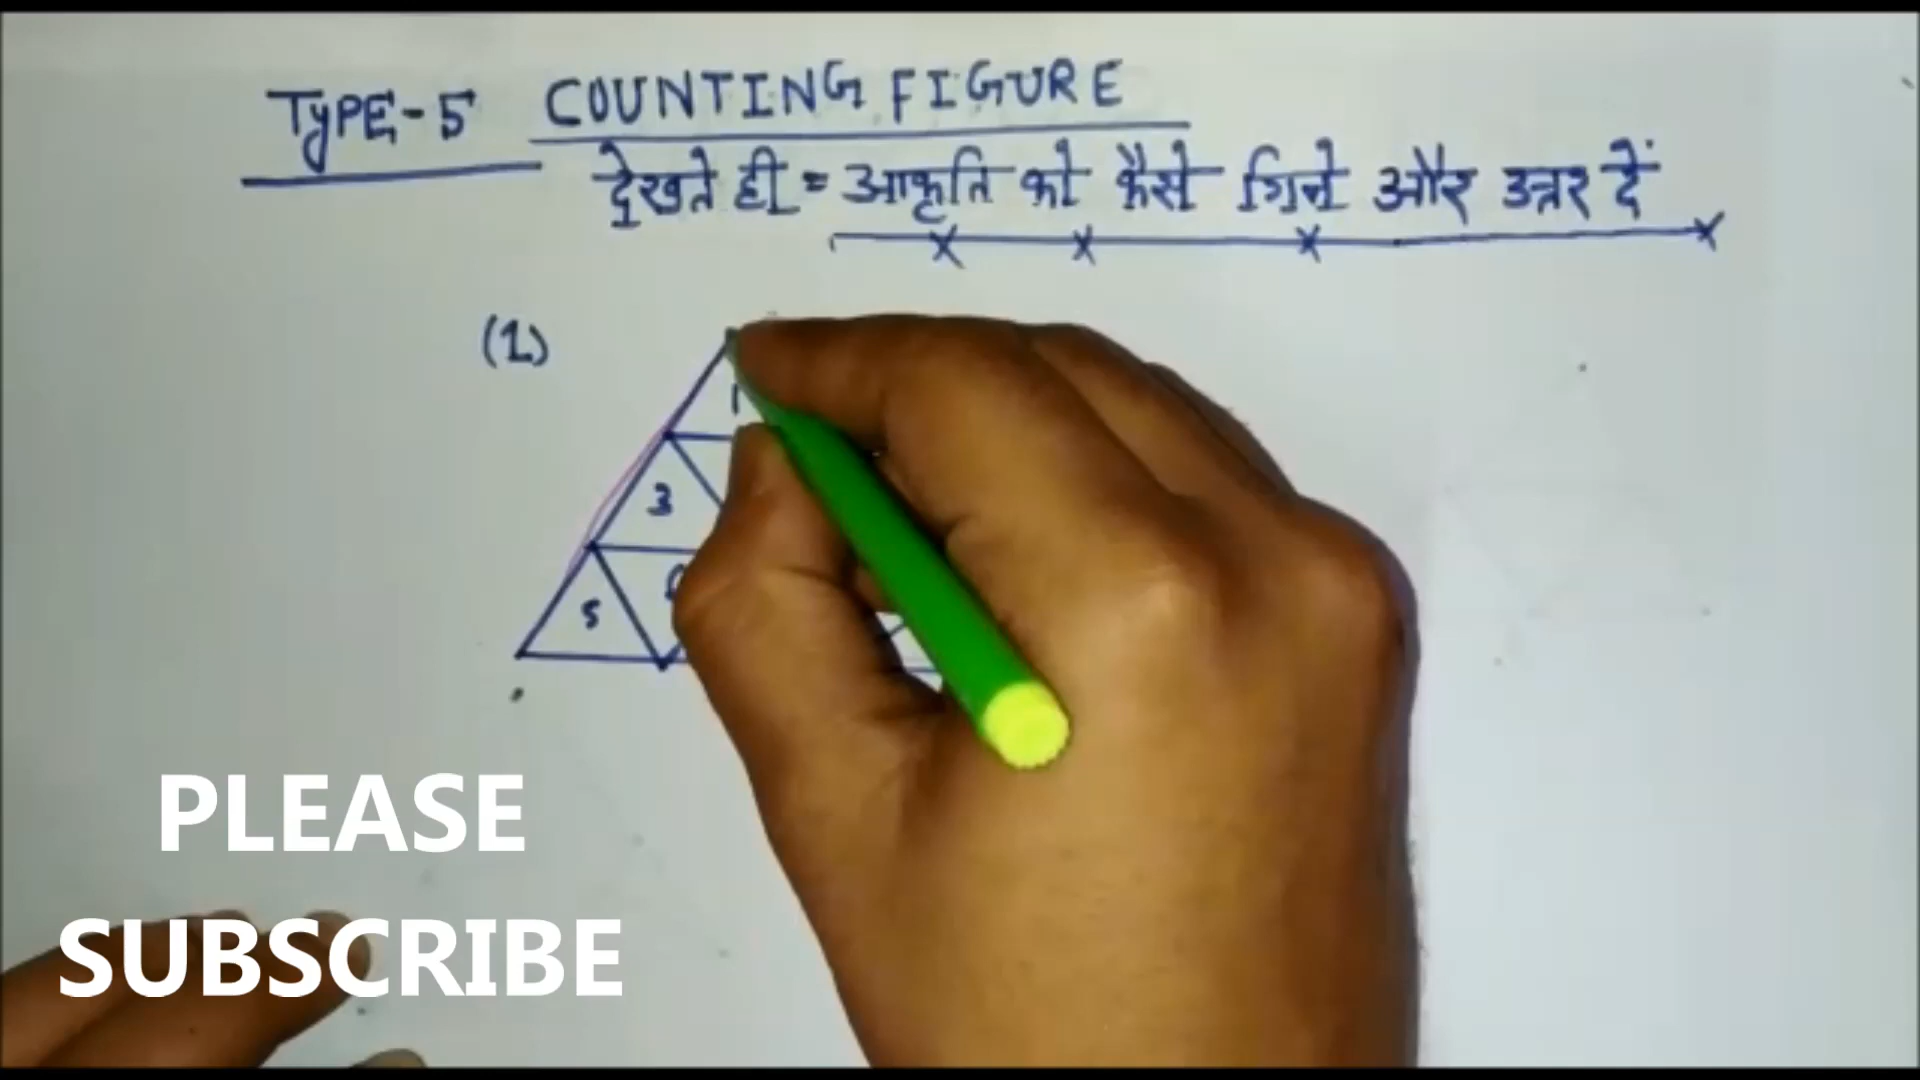 TYPE-5 COUNTING FIGURE
देखते ही = आकृति को कैसे गिने और उत्तर दें
(1)
1
3
5
PLEASE
SUBSCRIBE